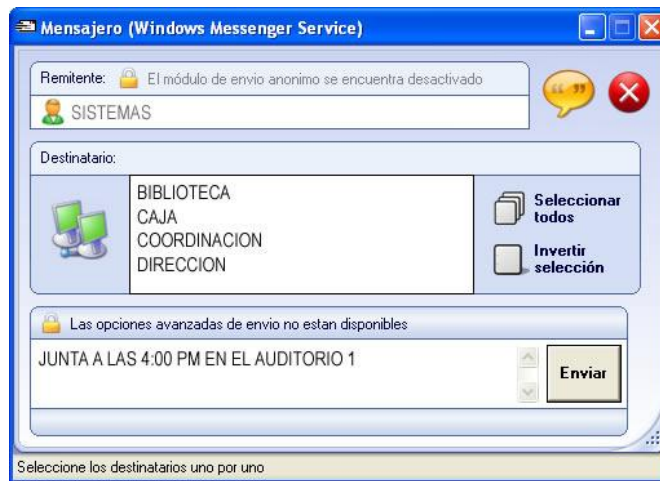 Mensajero (Windows Messenger Service)
Remitente: El módulo de envio anonimo se encuentra desactivado
SISTEMAS
Destinatario:
BIBLIOTECA
CAJA
COORDINACION
DIRECCION
Seleccionar
todos
Invertir
selección
Las opciones avanzadas de envio no estan disponibles
JUNTA A LAS 4:00 PM EN EL AUDITORIO 1
Enviar
Seleccione los destinatarios uno por uno